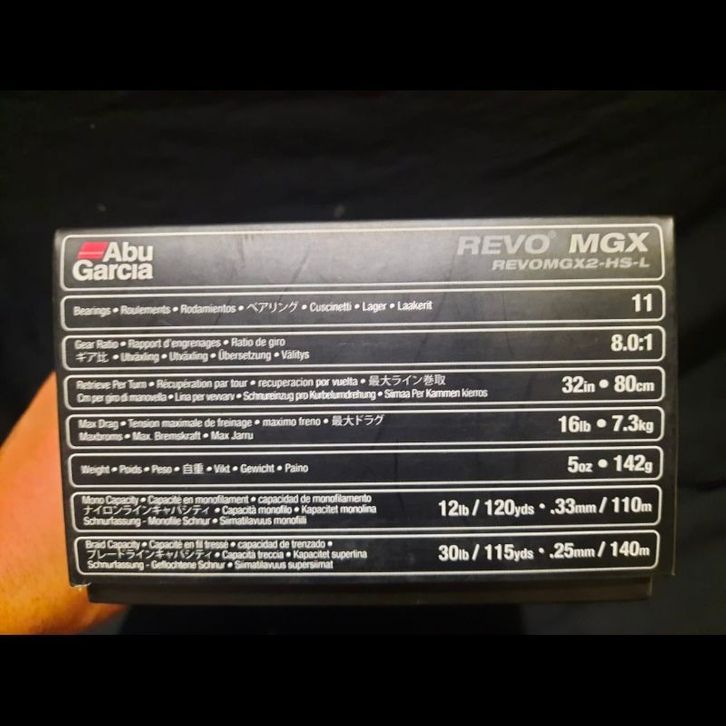 Abu
Garcia
REVO® MGX
REVOMGX2-HS-L
Bearings • Roulements • Rodamientos • ベアリング • Cuscinetti • Lager • Laakerit
11
Gear Ratio • Rapport d'engrenages • Ratio de giro
ギア比 • Utväxling • Utväxling • Übersetzung • Välitys
8.0:1
Retrieve Per Turn • Récupération par tour • recuperacion por vuelta • 最大ライン巻取
Cm per giro di manovella • Lina per vevvarv • Schnureinzug pro Kurbelumdrehung • Siimaa Per Kammen kierros
32in • 80cm
Max Drag • Tension maximale de freinage • maximo freno • 最大ドラグ
Maxbroms • Max. Bremskraft • Max Jarru
16lb • 7.3kg
Weight • Poids • Peso • 自重 • Vikt • Gewicht • Paino
5oz • 142g
Mono Capacity • Capacité en monofilament • capacidad de monofilamento
ナイロンラインキャパシティ • Capacità monofilo • Kapacitet monolina
Schnurfassung - Monofile Schnur • Siimatilavuus monofiili
12lb / 120yds • .33mm / 110m
Braid Capacity • Capacité en fil tressé • capacidad de trenzado •
ブレードラインキャパシティ • Capacità treccia • Kapacitet superlina
Schnurfassung - Geflochtene Schnur • Siimatilavuus supersiimat
30lb / 115yds • .25mm / 140m